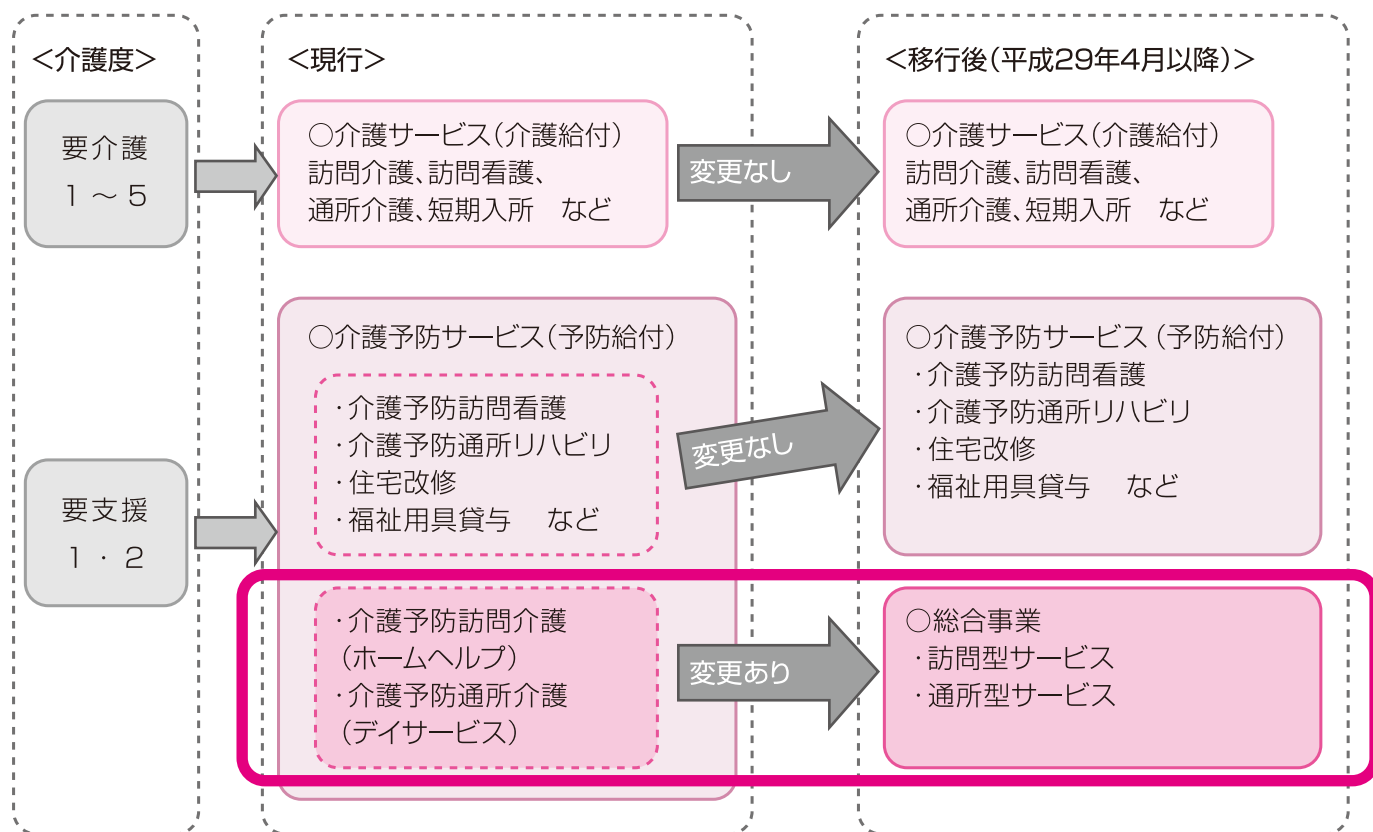 ＜介護度＞
要介護
1 ～ 5
要支援
1 ・ 2
＜現行＞
○介護サービス(介護給付)
訪問介護、訪問看護、
通所介護、短期入所　など
変更なし
○介護予防サービス(予防給付)
・介護予防訪問看護
・介護予防通所リハビリ
・住宅改修
・福祉用具貸与　など
変更なし
・介護予防訪問介護
(ホームヘルプ)
・介護予防通所介護
(デイサービス)
変更あり
＜移行後(平成29年4月以降)＞
○介護サービス(介護給付)
訪問介護、訪問看護、
通所介護、短期入所　など
○介護予防サービス(予防給付)
・介護予防訪問看護
・介護予防通所リハビリ
・住宅改修
・福祉用具貸与　など
○総合事業
・訪問型サービス
・通所型サービス